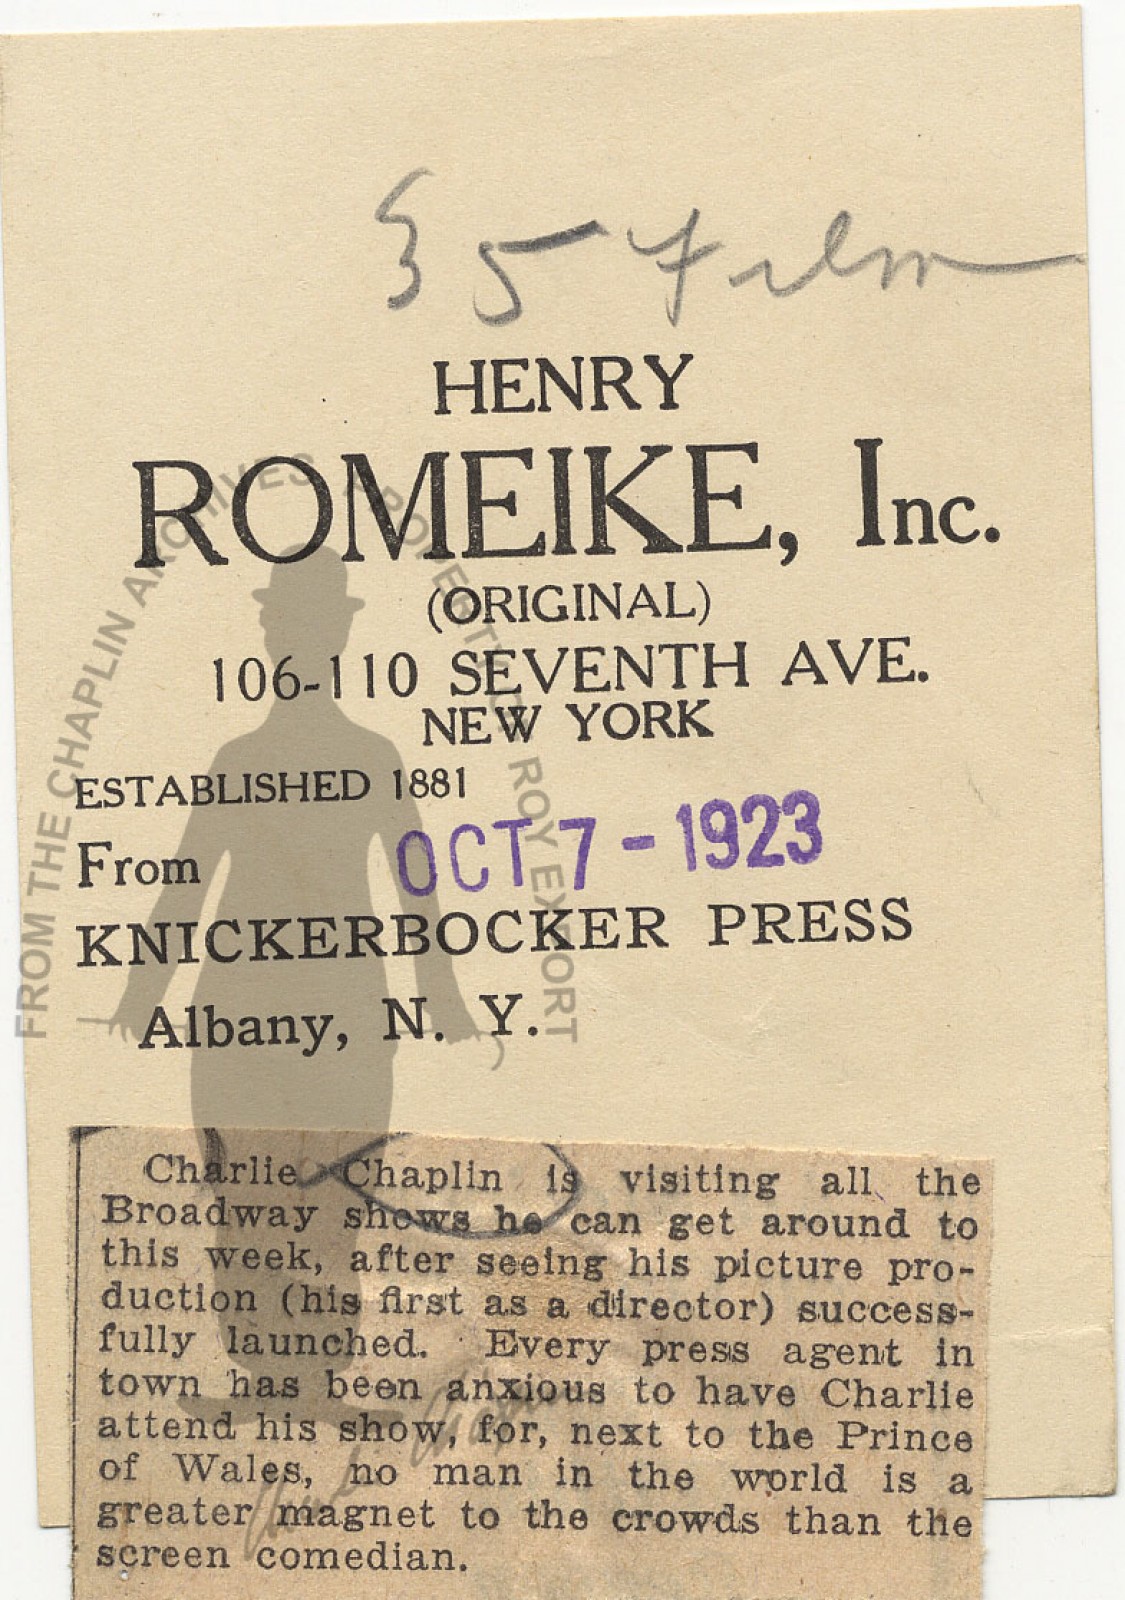 35 Film
HENRY
ROMEIKE, Inc.
(ORIGINAL)
106-110 SEVENTH AVE.
NEW YORK
ESTABLISHED 1881
From OCT 7 - 1923
KNICKERBOCKER PRESS
Albany, N. Y.
FROM THE CHAPLIN ARCHIVES PROPERTY OF ROY EXPORT
Charlie Chaplin is visiting all the
Broadway shows he can get around to
this week, after seeing his picture pro-
duction (his first as a director) success-
fully launched. Every press agent in
town has been anxious to have Charlie
attend his show, for, next to the Prince
of Wales, no man in the world is a
greater magnet to the crowds than the
screen comedian.